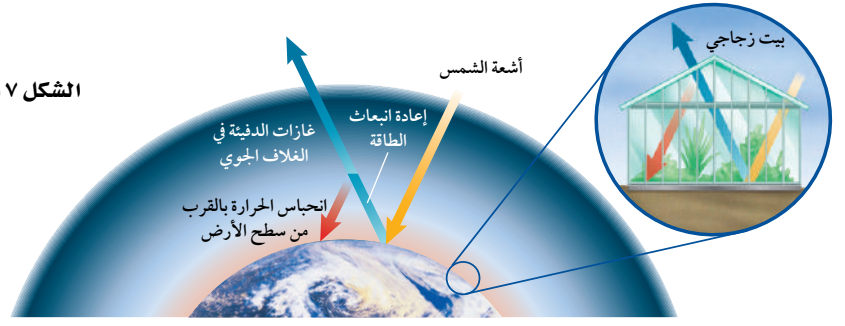 الشكل ٧
بيت زجاجي
أشعة الشمس
إعادة انبعاث
الطاقة
غازات الدفيئة في
الغلاف الجوي
انحباس الحرارة بالقرب
من سطح الأرض